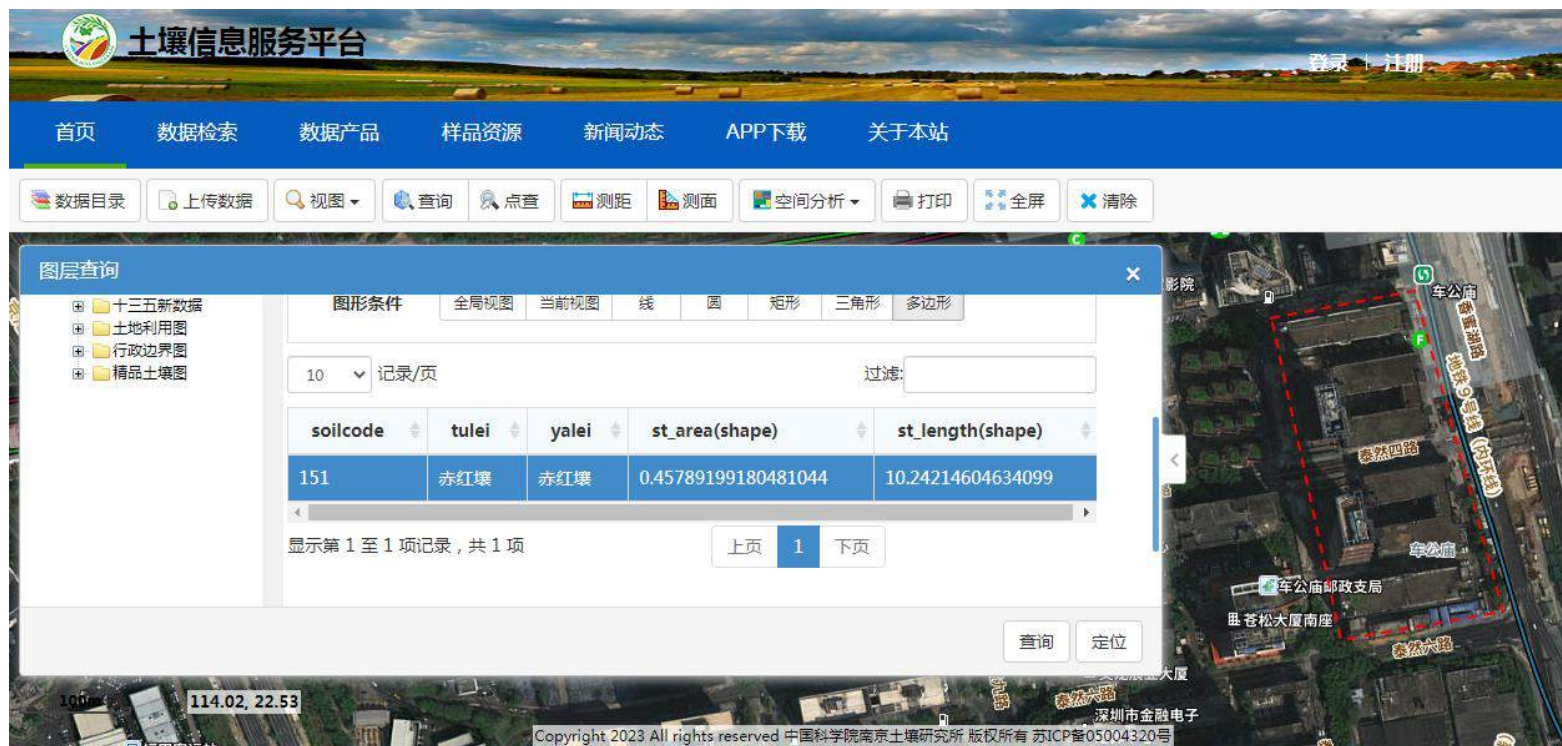 土壤信息服务平台
登录 | 注册
首页 数据检索 数据产品 样品资源 新闻动态 APP下载 关于本站
数据目录 上传数据 视图 查询 点查 测距 测面 空间分析 打印 全屏 清除
图层查询 ×
十三五新数据
土地利用图
行政边界图
精品土壤图
图形条件 全局视图 当前视图 线 圆 矩形 三角形 多边形
10 记录/页 过滤:
soilcode tulei yalei st_area(shape) st_length(shape)
151 赤红壤 赤红壤 0.45789199180481044 10.24214604634099
显示第 1 至 1 项记录，共 1 项 上页 1 下页
查询 定位
影院
C
车公庙
香蜜湖路
F
地铁9号线（内环线）
泰然四路
车公庙
车公庙邮政支局
苍松大厦南座
泰然六路
大厦
泰然六路
深圳市金融电子
100m
114.02, 22.53
Copyright 2023 All rights reserved 中国科学院南京土壤研究所 版权所有 苏ICP备05004320号